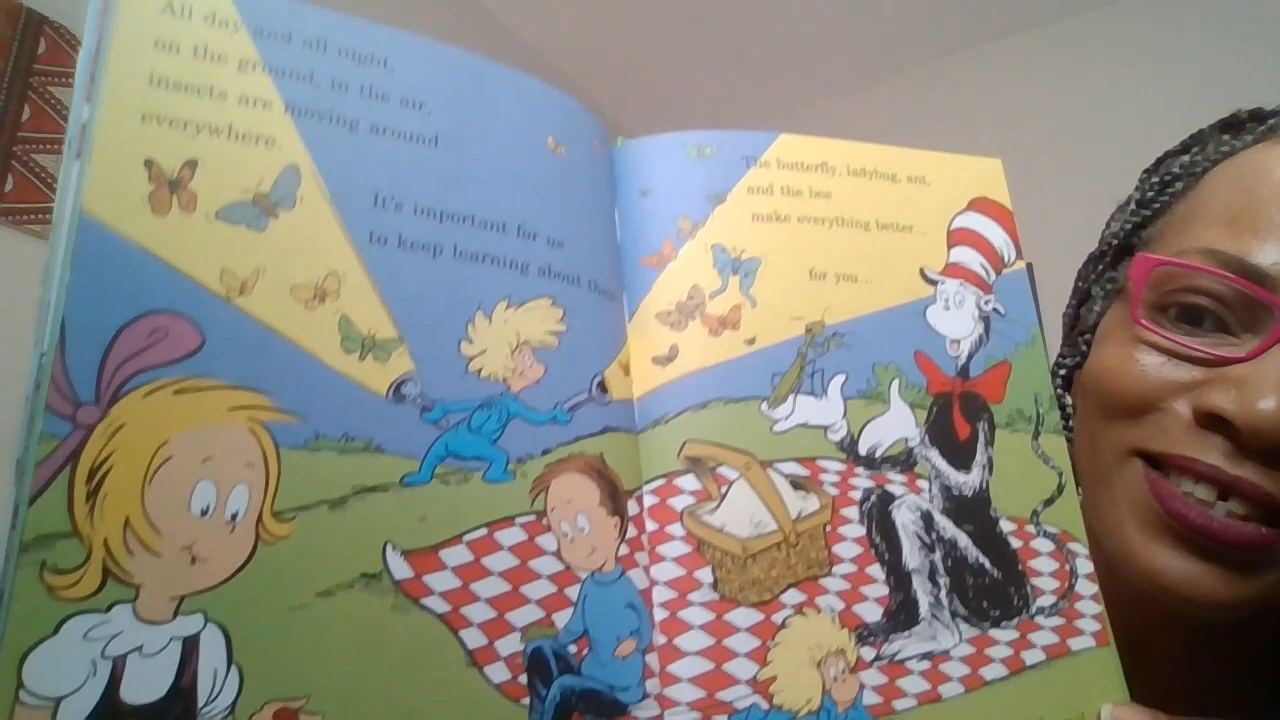 All day and all night,
on the ground, in the air,
insects are moving around
everywhere.
It's important for us
to keep learning about them
The butterfly, ladybug, ant,
and the bee
make everything better...
for you...